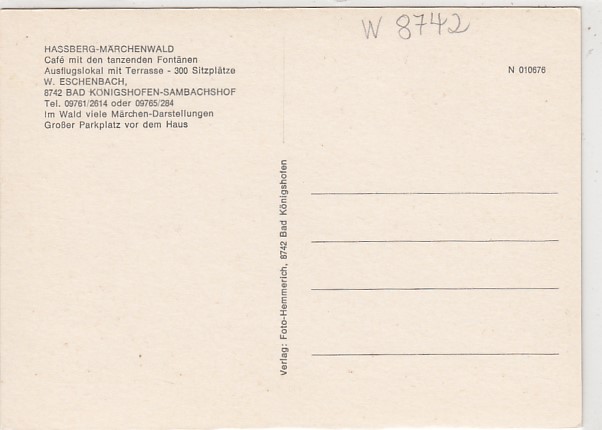 W 8742
HASSBERG-MÄRCHENWALD
Café mit den tanzenden Fontänen
Ausflugslokal mit Terrasse - 300 Sitzplätze
W. ESCHENBACH,
8742 BAD KÖNIGSHOFEN-SAMBACHSHOF
Tel. 09761/2614 oder 09765/284
Im Wald viele Märchen-Darstellungen
Großer Parkplatz vor dem Haus
N 010676
Verlag: Foto-Hemmerich, 8742 Bad Königshofen